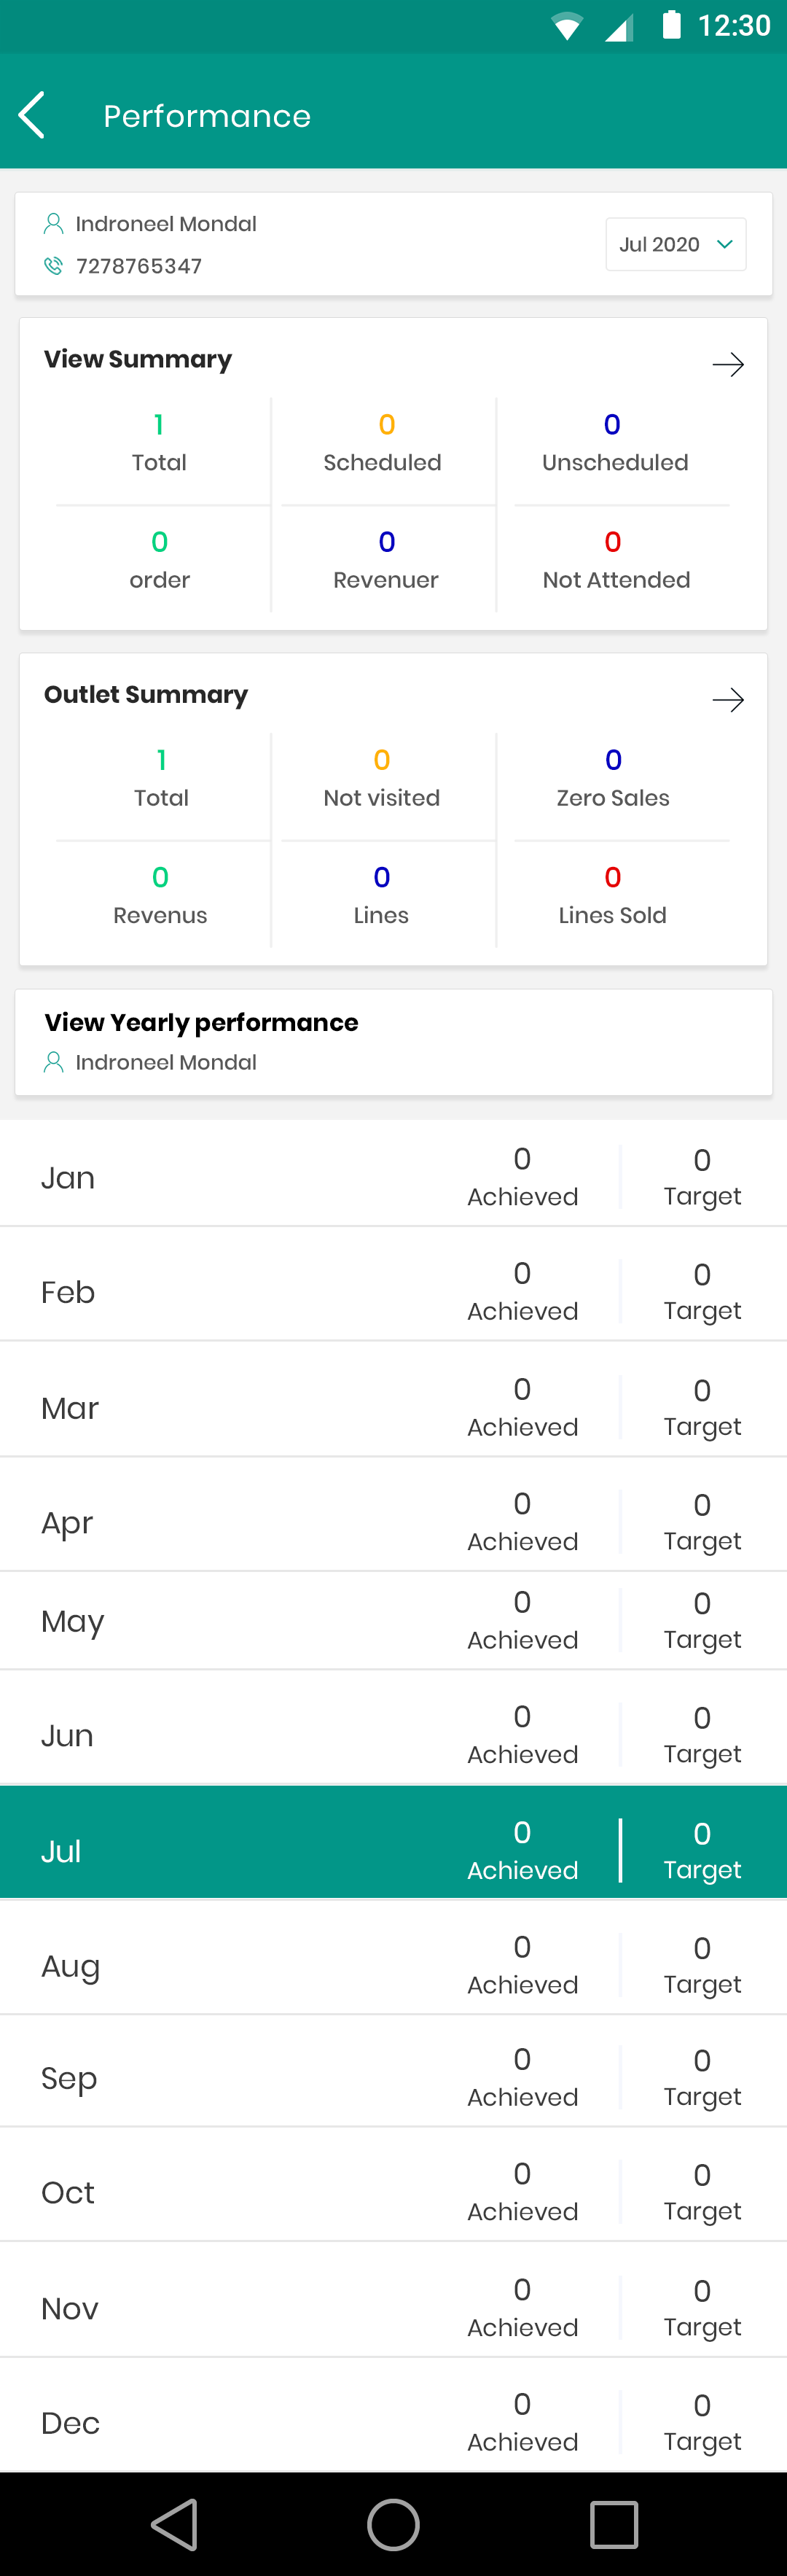 12:30
Performance
Indroneel Mondal
7278765347
Jul 2020
View Summary
1 0 0
Total Scheduled Unscheduled
0 0 0
order Revenuer Not Attended
Outlet Summary
1 0 0
Total Not visited Zero Sales
0 0 0
Revenus Lines Lines Sold
View Yearly performance
Indroneel Mondal
Jan
0 0
Achieved Target
Feb
0 0
Achieved Target
Mar
0 0
Achieved Target
Apr
0 0
Achieved Target
May
0 0
Achieved Target
Jun
0 0
Achieved Target
Jul
0 0
Achieved Target
Aug
0 0
Achieved Target
Sep
0 0
Achieved Target
Oct
0 0
Achieved Target
Nov
0 0
Achieved Target
Dec
0 0
Achieved Target